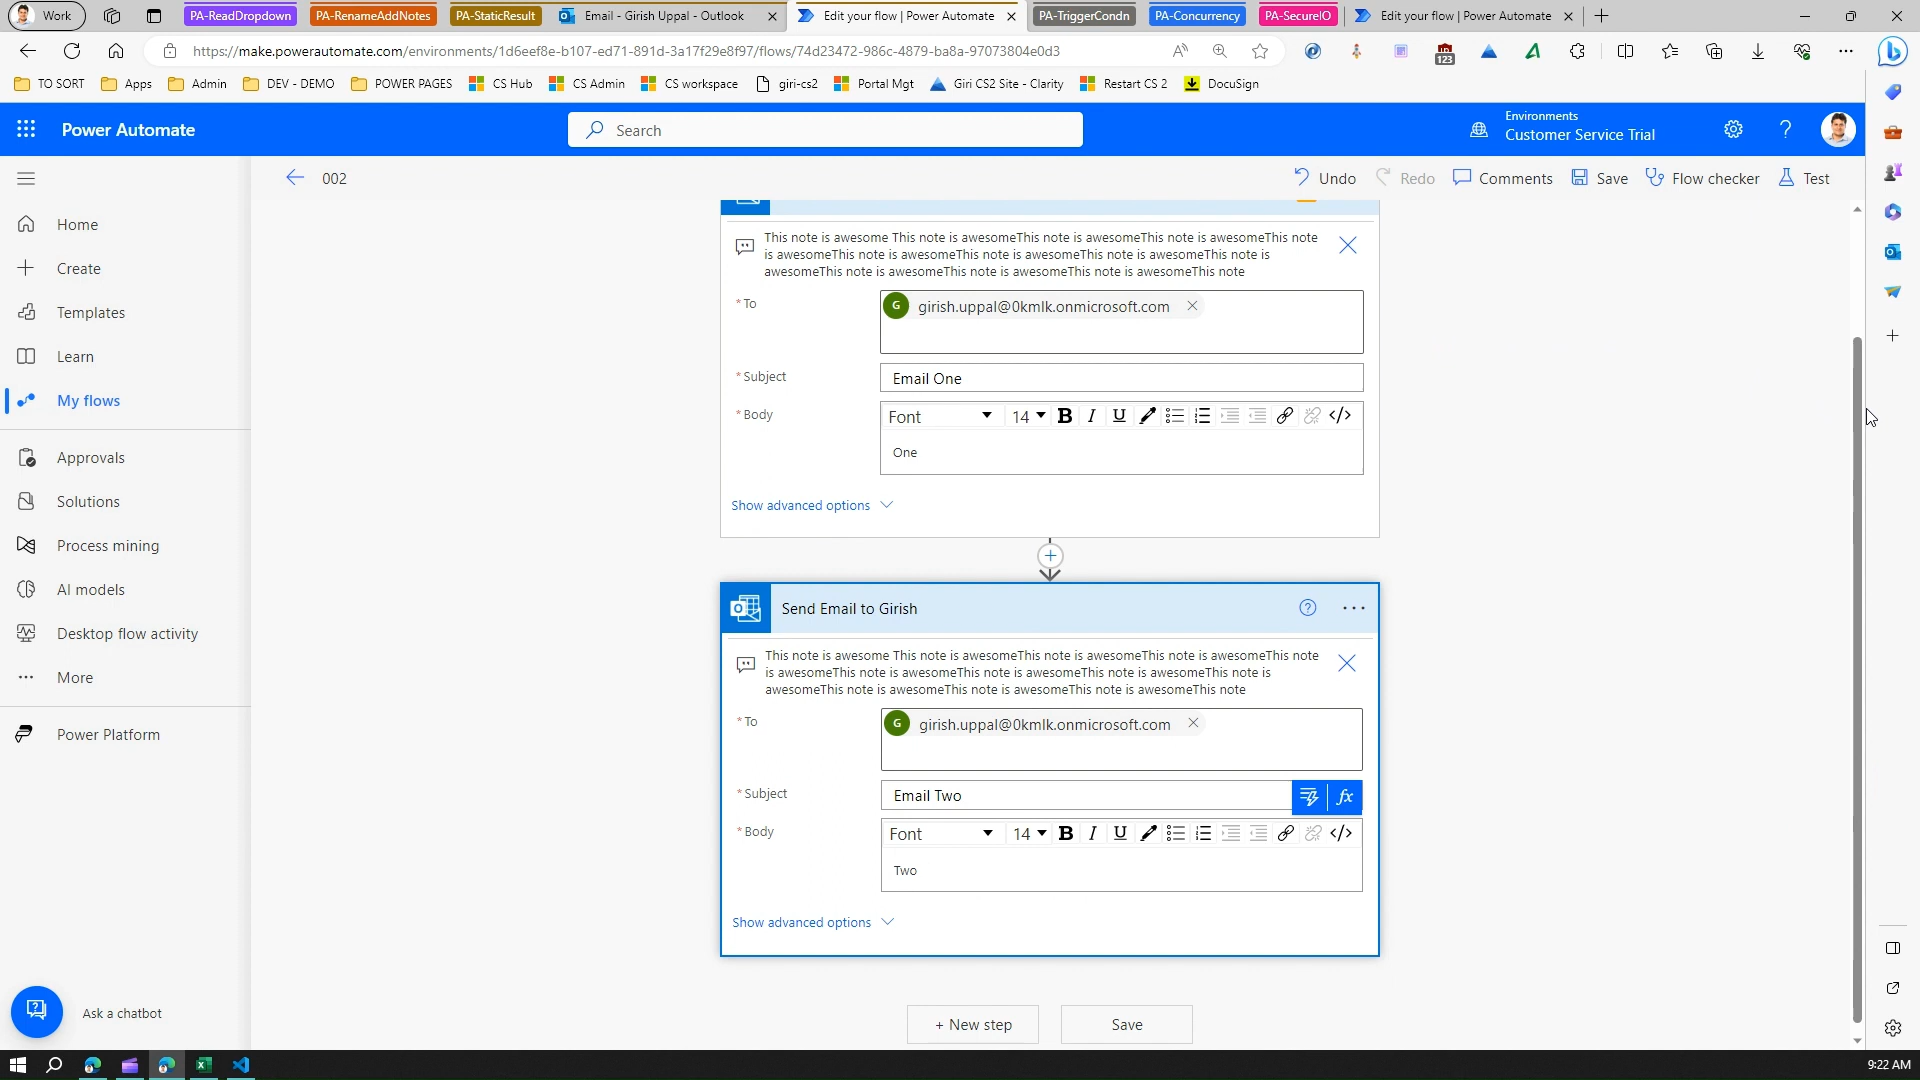 Work
PA-ReadDropdown
PA-RenameAddNotes
PA-StaticResult
Email - Girish Uppal - Outlook
Edit your flow | Power Automate
PA-TriggerCondn
PA-Concurrency
PA-SecureIO
Edit your flow | Power Automate
https://make.powerautomate.com/environments/1d6eef8e-b107-ed71-891d-3a17f29e8f97/flows/74d23472-986c-4879-ba8a-97073804e0d3
123
TO SORT
Apps
Admin
DEV - DEMO
POWER PAGES
CS Hub
CS Admin
CS workspace
giri-cs2
Portal Mgt
Giri CS2 Site - Clarity
Restart CS 2
DocuSign
Power Automate
Search
Environments
Customer Service Trial
002
Undo
Redo
Comments
Save
Flow checker
Test
Home
Create
Templates
Learn
My flows
Approvals
Solutions
Process mining
AI models
Desktop flow activity
More
Power Platform
Ask a chatbot
This note is awesome This note is awesomeThis note is awesomeThis note is awesomeThis note
is awesomeThis note is awesomeThis note is awesomeThis note is awesomeThis note is
awesomeThis note is awesomeThis note is awesomeThis note is awesomeThis note
* To
G
girish.uppal@0kmlk.onmicrosoft.com
* Subject
Email One
* Body
Font 14 B I U </>
One
Show advanced options
Send Email to Girish
This note is awesome This note is awesomeThis note is awesomeThis note is awesomeThis note
is awesomeThis note is awesomeThis note is awesomeThis note is awesomeThis note is
awesomeThis note is awesomeThis note is awesomeThis note is awesomeThis note
* To
G
girish.uppal@0kmlk.onmicrosoft.com
* Subject
Email Two
fx
* Body
Font 14 B I U </>
Two
Show advanced options
+ New step
Save
9:22 AM